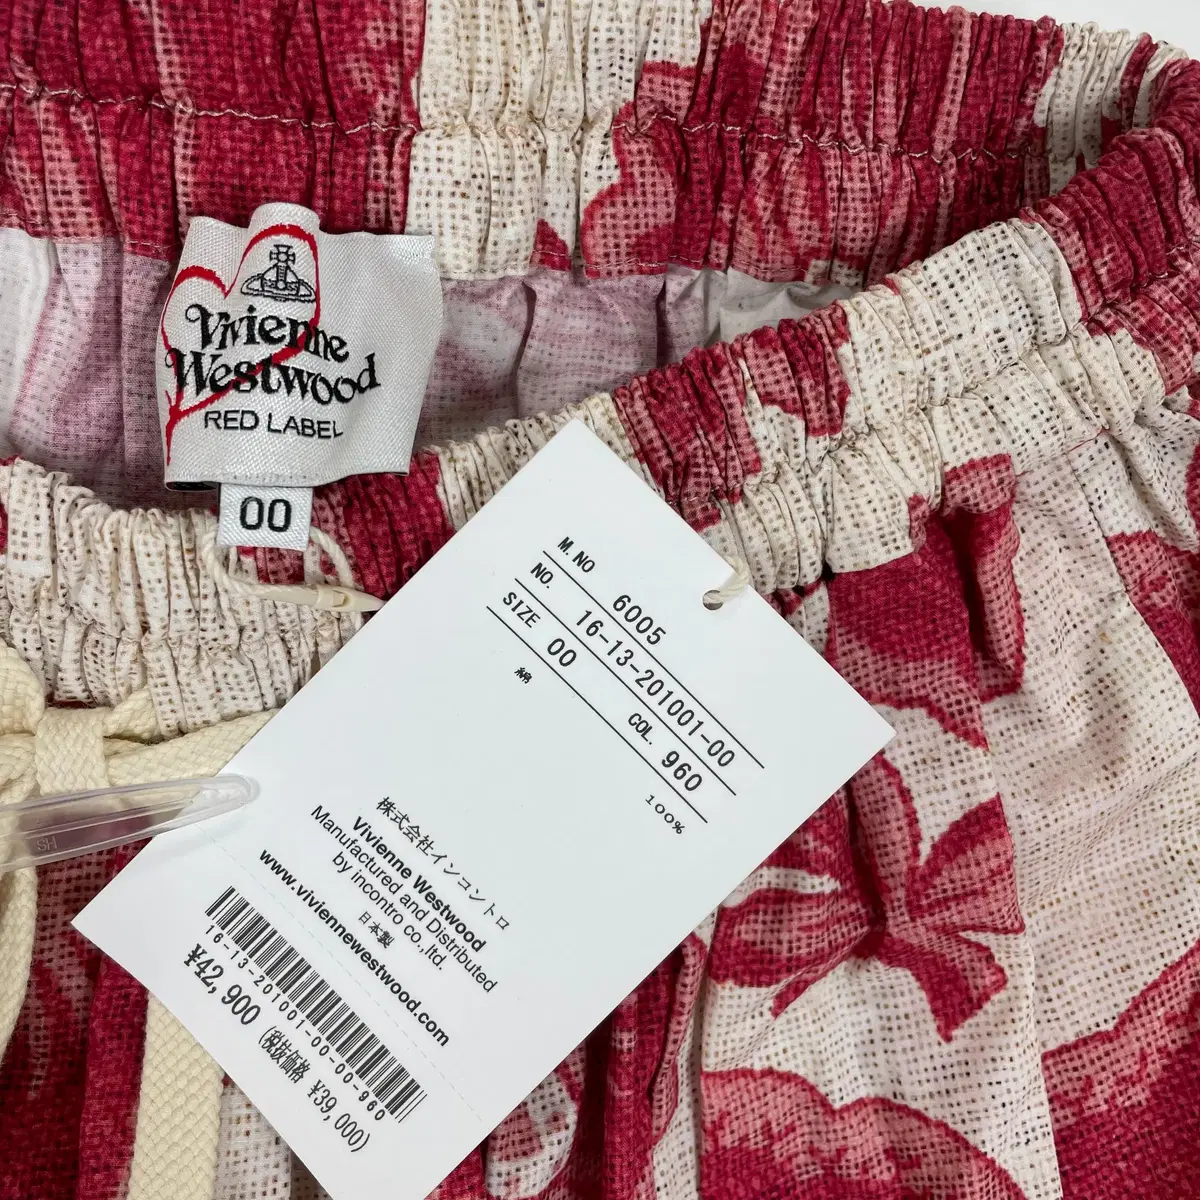 Vivienne
Westwood
RED LABEL
00
M. NO 6005
NO. 16-13-201001-00
SIZE 00 COL. 960
綿 100%
株式会社インコントロ
Vivienne Westwood
Manufactured and Distributed
by incontro co.,ltd.
日本製
www.viviennewestwood.com
16-13-201001-00-00-960
¥42,900 (税抜価格 ¥39,000)
SH